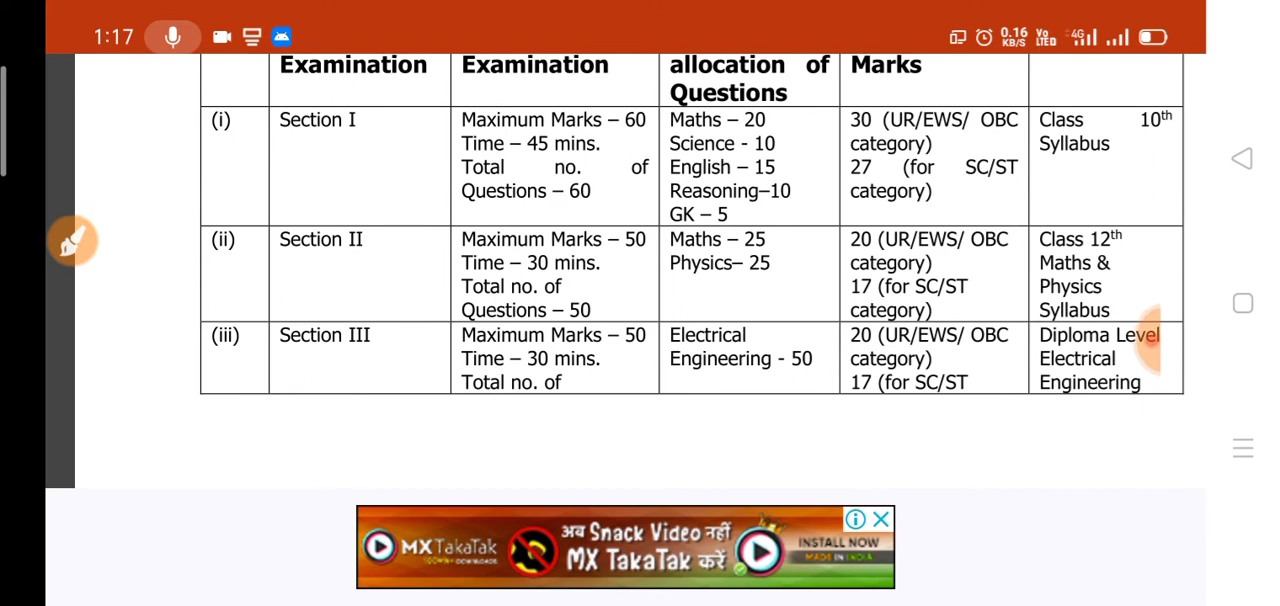 1:17
0.16 KB/S
Vo LTED
4G
Examination
Examination
allocation of Questions
Marks
(i)
Section I
Maximum Marks – 60
Time – 45 mins.
Total no. of
Questions – 60
Maths – 20
Science - 10
English – 15
Reasoning–10
GK – 5
30 (UR/EWS/ OBC
category)
27 (for SC/ST
category)
Class 10th
Syllabus
(ii)
Section II
Maximum Marks – 50
Time – 30 mins.
Total no. of
Questions – 50
Maths – 25
Physics– 25
20 (UR/EWS/ OBC
category)
17 (for SC/ST
category)
Class 12th
Maths &
Physics
Syllabus
(iii)
Section III
Maximum Marks – 50
Time – 30 mins.
Total no. of
Electrical
Engineering - 50
20 (UR/EWS/ OBC
category)
17 (for SC/ST
Diploma Level
Electrical
Engineering
MX TakaTak
अब Snack Video नहीं
MX TakaTak करें
INSTALL NOW
MADE IN INDIA